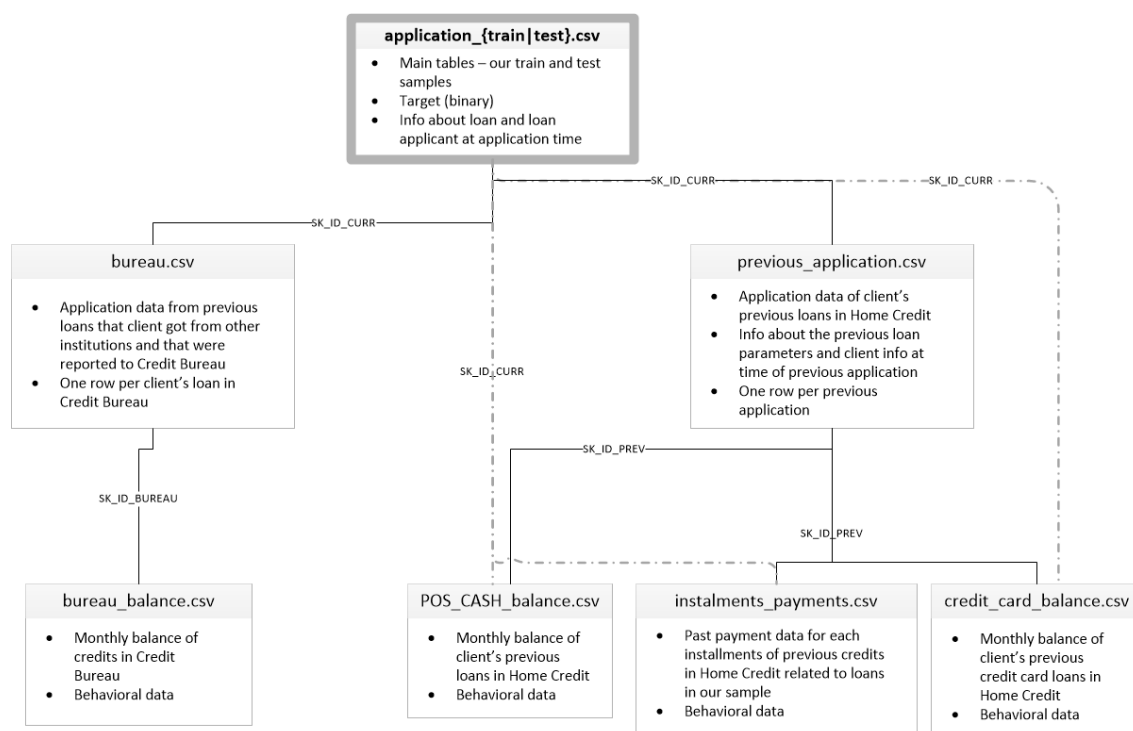 application_{train|test}.csv
• Main tables – our train and test
samples
• Target (binary)
• Info about loan and loan
applicant at application time
SK_ID_CURR
SK_ID_CURR
SK_ID_CURR
bureau.csv
• Application data from previous
loans that client got from other
institutions and that were
reported to Credit Bureau
• One row per client's loan in
Credit Bureau
previous_application.csv
• Application data of client's
previous loans in Home Credit
• Info about the previous loan
parameters and client info at
time of previous application
• One row per previous
application
SK_ID_CURR
SK_ID_PREV
SK_ID_BUREAU
SK_ID_PREV
bureau_balance.csv
• Monthly balance of
credits in Credit
Bureau
• Behavioral data
POS_CASH_balance.csv
• Monthly balance of
client's previous
loans in Home Credit
• Behavioral data
instalments_payments.csv
• Past payment data for each
installments of previous credits
in Home Credit related to loans
in our sample
• Behavioral data
credit_card_balance.csv
• Monthly balance of
client's previous
credit card loans in
Home Credit
• Behavioral data